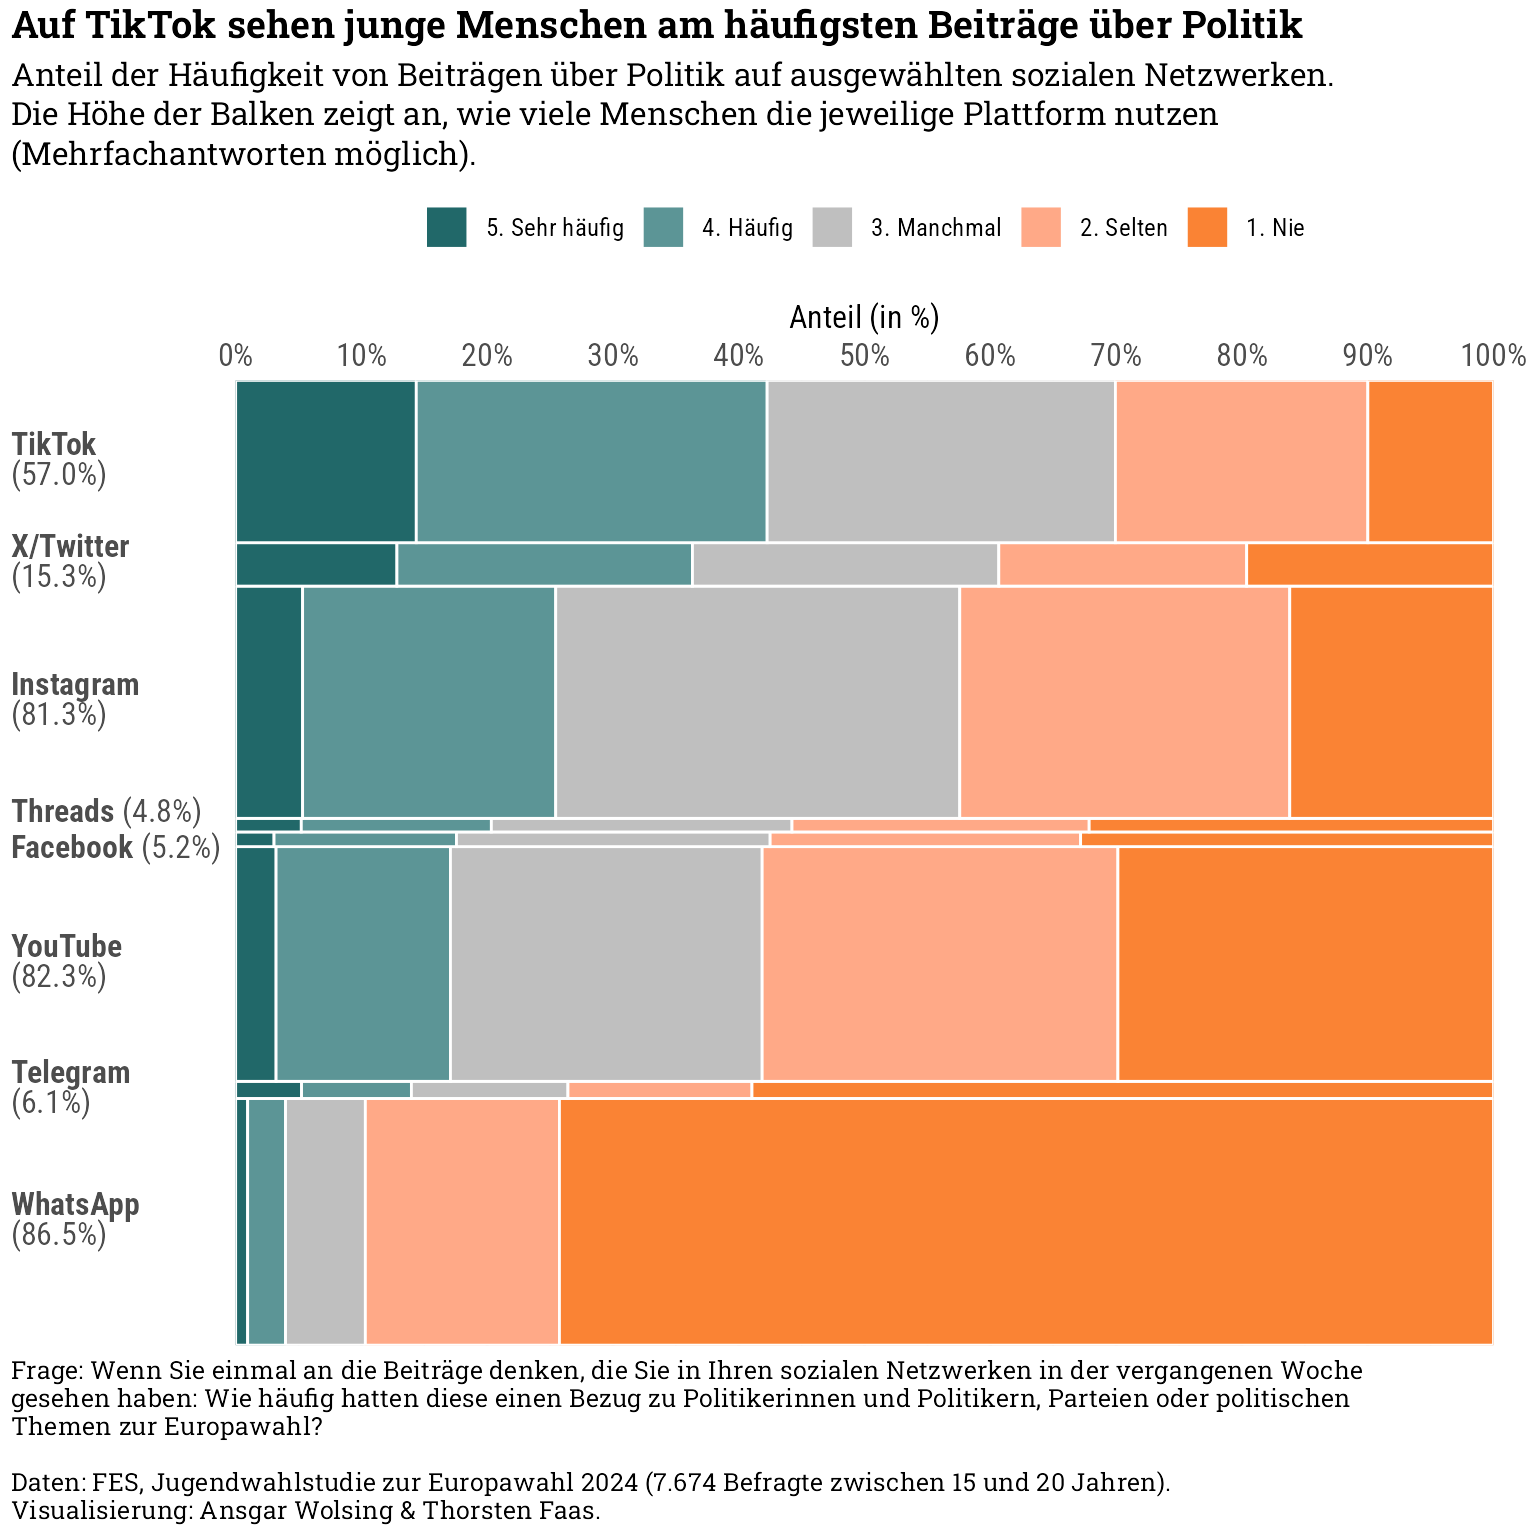 Auf TikTok sehen junge Menschen am häufigsten Beiträge über Politik
Anteil der Häufigkeit von Beiträgen über Politik auf ausgewählten sozialen Netzwerken.
Die Höhe der Balken zeigt an, wie viele Menschen die jeweilige Plattform nutzen
(Mehrfachantworten möglich).
5. Sehr häufig 4. Häufig 3. Manchmal 2. Selten 1. Nie
Anteil (in %)
0% 10% 20% 30% 40% 50% 60% 70% 80% 90% 100%
TikTok
(57.0%)
X/Twitter
(15.3%)
Instagram
(81.3%)
Threads (4.8%)
Facebook (5.2%)
YouTube
(82.3%)
Telegram
(6.1%)
WhatsApp
(86.5%)
Frage: Wenn Sie einmal an die Beiträge denken, die Sie in Ihren sozialen Netzwerken in der vergangenen Woche
gesehen haben: Wie häufig hatten diese einen Bezug zu Politikerinnen und Politikern, Parteien oder politischen
Themen zur Europawahl?
Daten: FES, Jugendwahlstudie zur Europawahl 2024 (7.674 Befragte zwischen 15 und 20 Jahren).
Visualisierung: Ansgar Wolsing & Thorsten Faas.